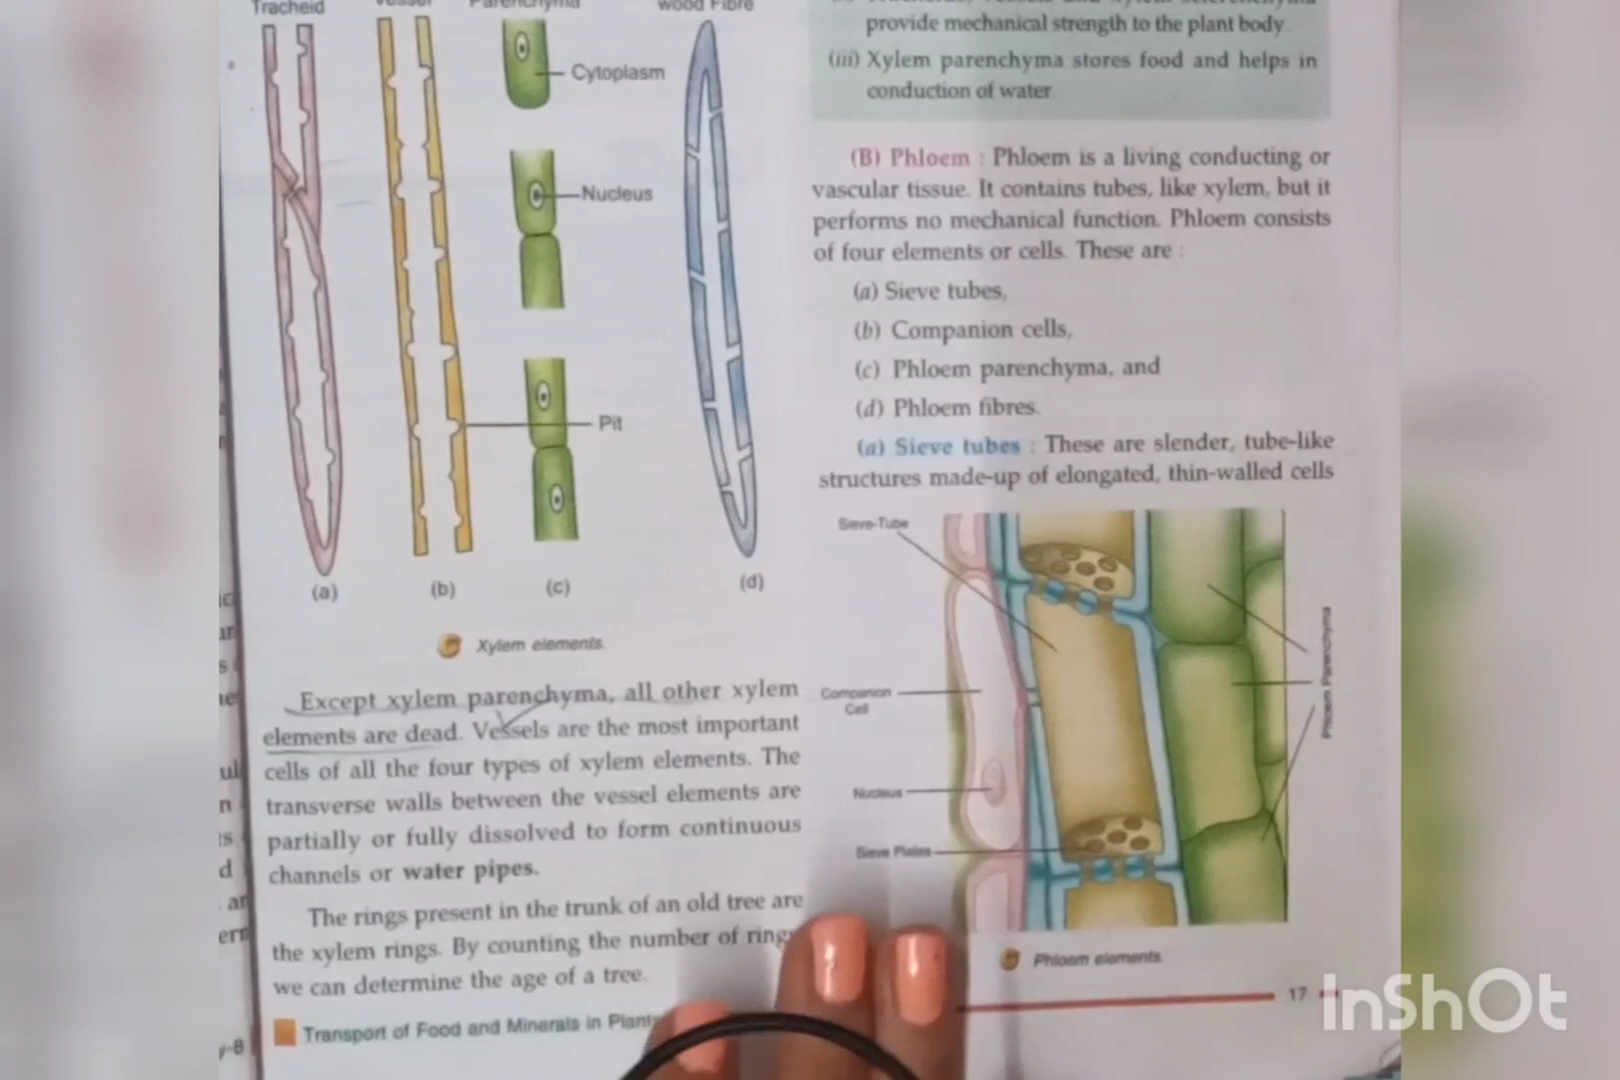 Tracheid
Vessel
Parenchyma
Wood Fibre
Cytoplasm
Nucleus
Pit
(a)
(b)
(c)
(d)
Xylem elements.
Except xylem parenchyma, all other xylem
elements are dead. Vessels are the most important
cells of all the four types of xylem elements. The
transverse walls between the vessel elements are
partially or fully dissolved to form continuous
channels or water pipes.
The rings present in the trunk of an old tree are
the xylem rings. By counting the number of rings
we can determine the age of a tree.
Transport of Food and Minerals in Plants
provide mechanical strength to the plant body.
(iii) Xylem parenchyma stores food and helps in
conduction of water.
(B) Phloem : Phloem is a living conducting or
vascular tissue. It contains tubes, like xylem, but it
performs no mechanical function. Phloem consists
of four elements or cells. These are :
(a) Sieve tubes,
(b) Companion cells,
(c) Phloem parenchyma, and
(d) Phloem fibres.
(a) Sieve tubes : These are slender, tube-like
structures made-up of elongated, thin-walled cells
Sieve-Tube
Companion
Cell
Nucleus
Sieve Plates
Phloem Parenchyma
Phloem elements.
17
InShOt